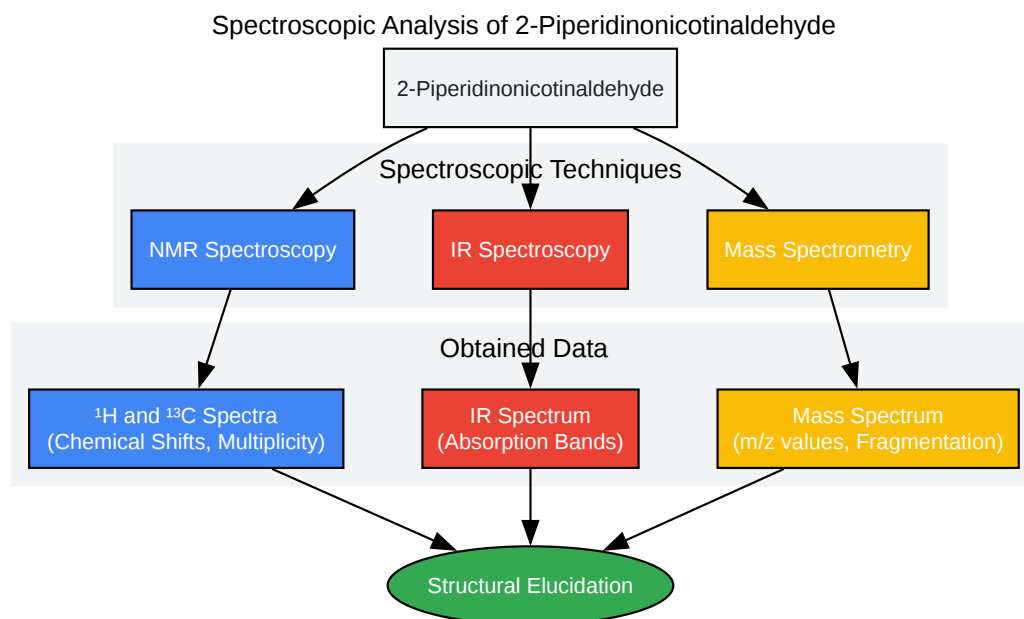 Spectroscopic Analysis of 2-Piperidinonicotinaldehyde
2-Piperidinonicotinaldehyde
Spectroscopic Techniques
NMR Spectroscopy
IR Spectroscopy
Mass Spectrometry
Obtained Data
¹H and ¹³C Spectra
(Chemical Shifts, Multiplicity)
IR Spectrum
(Absorption Bands)
Mass Spectrum
(m/z values, Fragmentation)
Structural Elucidation